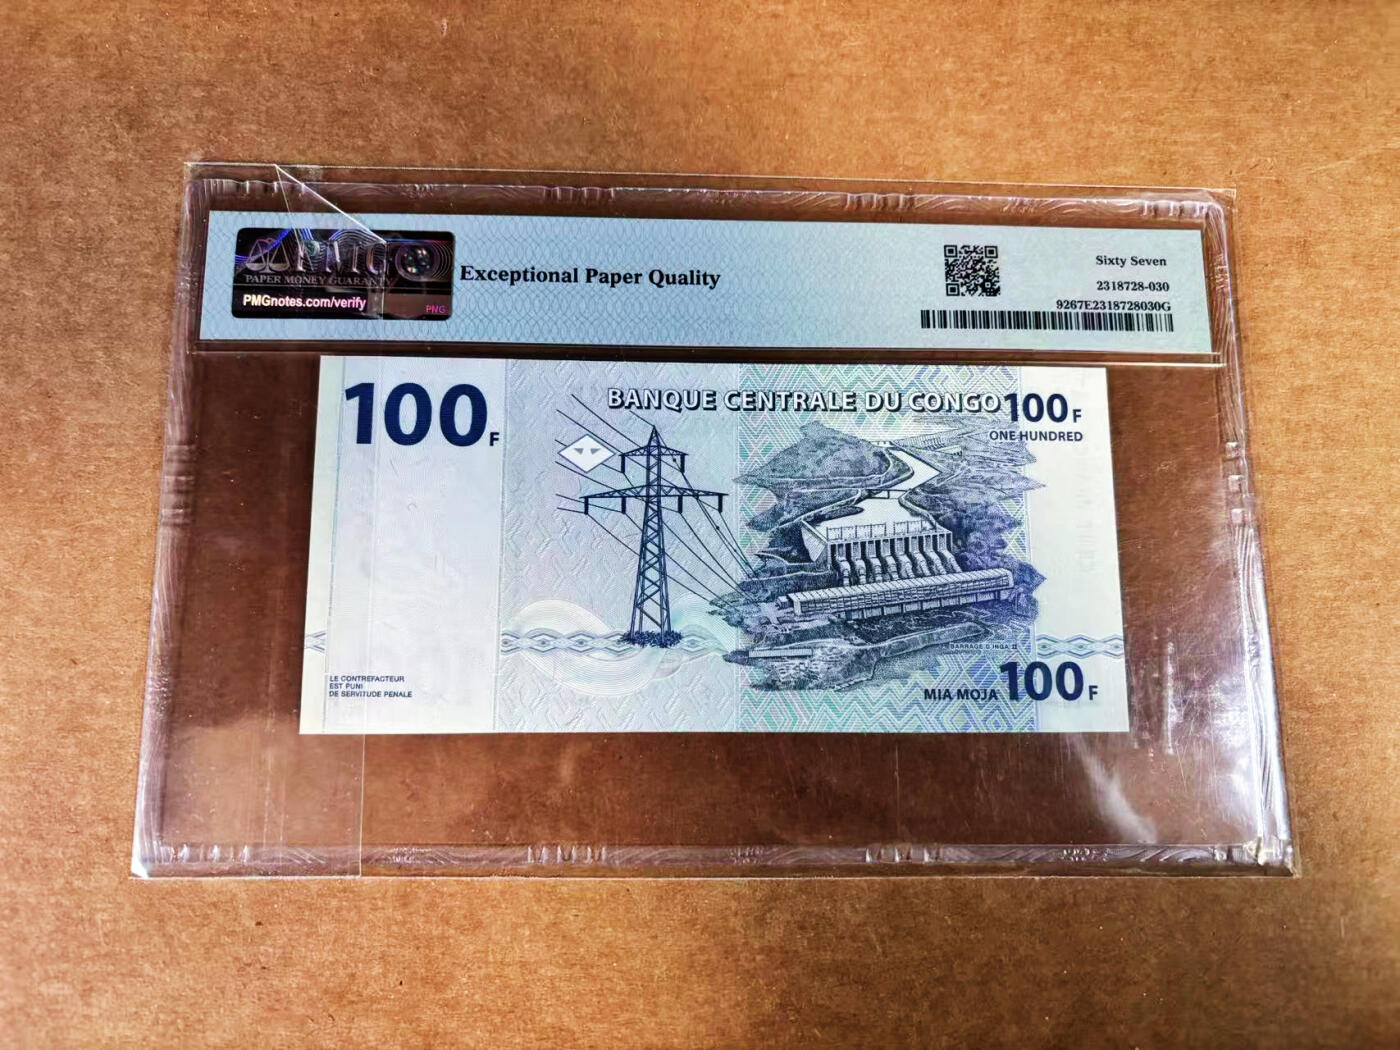 PMG
PAPER MONEY GUARANTY
PMGnotes.com/verify
PNG
Exceptional Paper Quality
Sixty Seven
2318728-030
9267E2318728030G
100F
BANQUE CENTRALE DU CONGO
100F
ONE HUNDRED
BARRAGE D'INGA II
LE CONTREFACTEUR
EST PUNI
DE SERVITUDE PENALE
MIA MOJA 100F